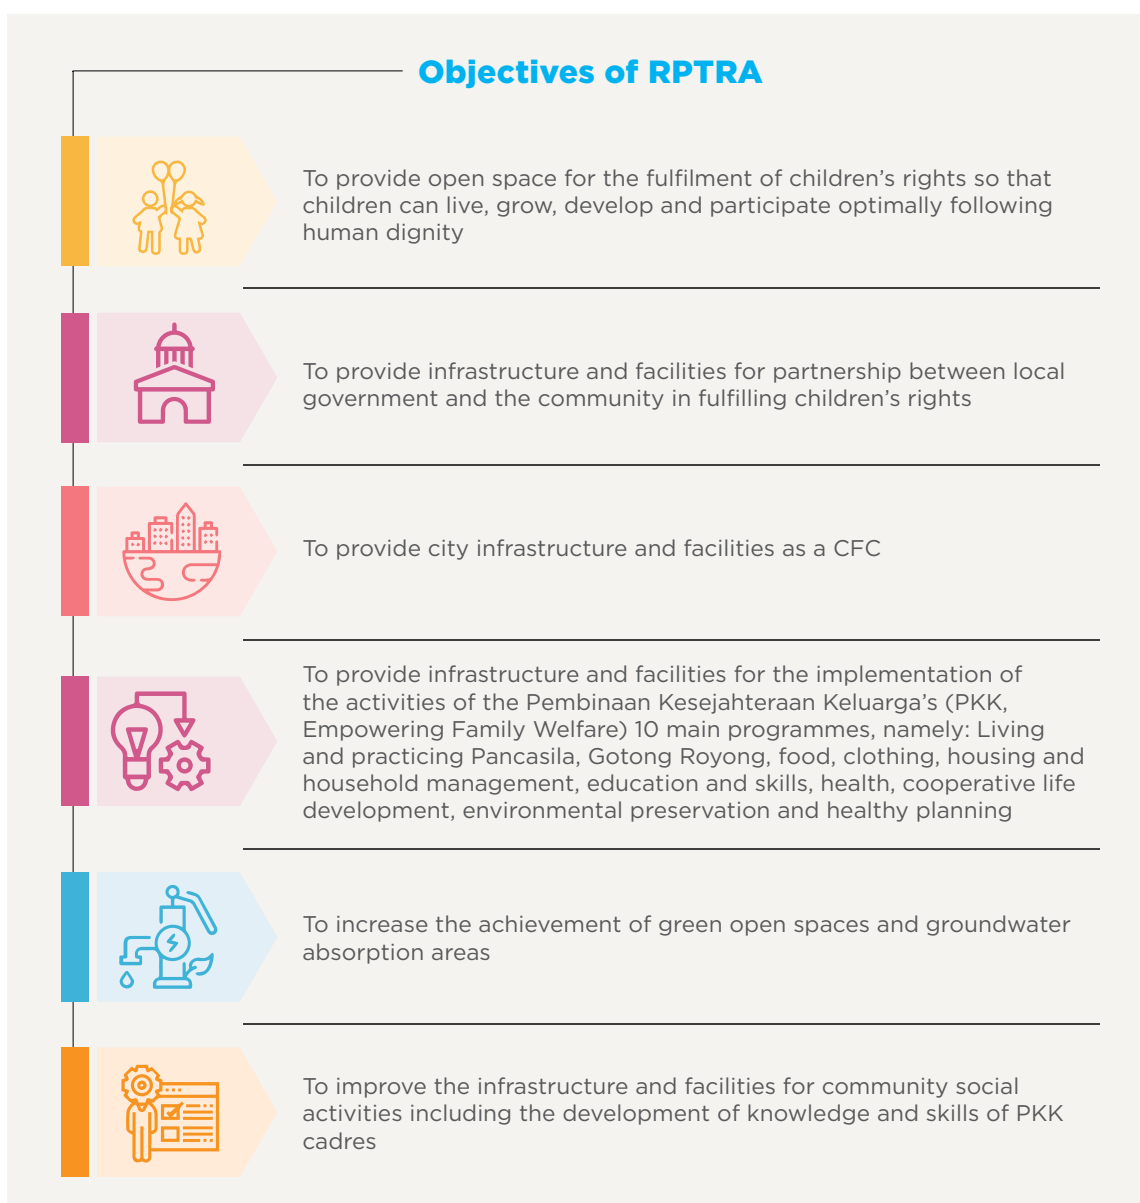 Objectives of RPTRA
To provide open space for the fulfilment of children’s rights so that
children can live, grow, develop and participate optimally following
human dignity
To provide infrastructure and facilities for partnership between local
government and the community in fulfilling children’s rights
To provide city infrastructure and facilities as a CFC
To provide infrastructure and facilities for the implementation of
the activities of the Pembinaan Kesejahteraan Keluarga’s (PKK,
Empowering Family Welfare) 10 main programmes, namely: Living
and practicing Pancasila, Gotong Royong, food, clothing, housing and
household management, education and skills, health, cooperative life
development, environmental preservation and healthy planning
To increase the achievement of green open spaces and groundwater
absorption areas
To improve the infrastructure and facilities for community social
activities including the development of knowledge and skills of PKK
cadres